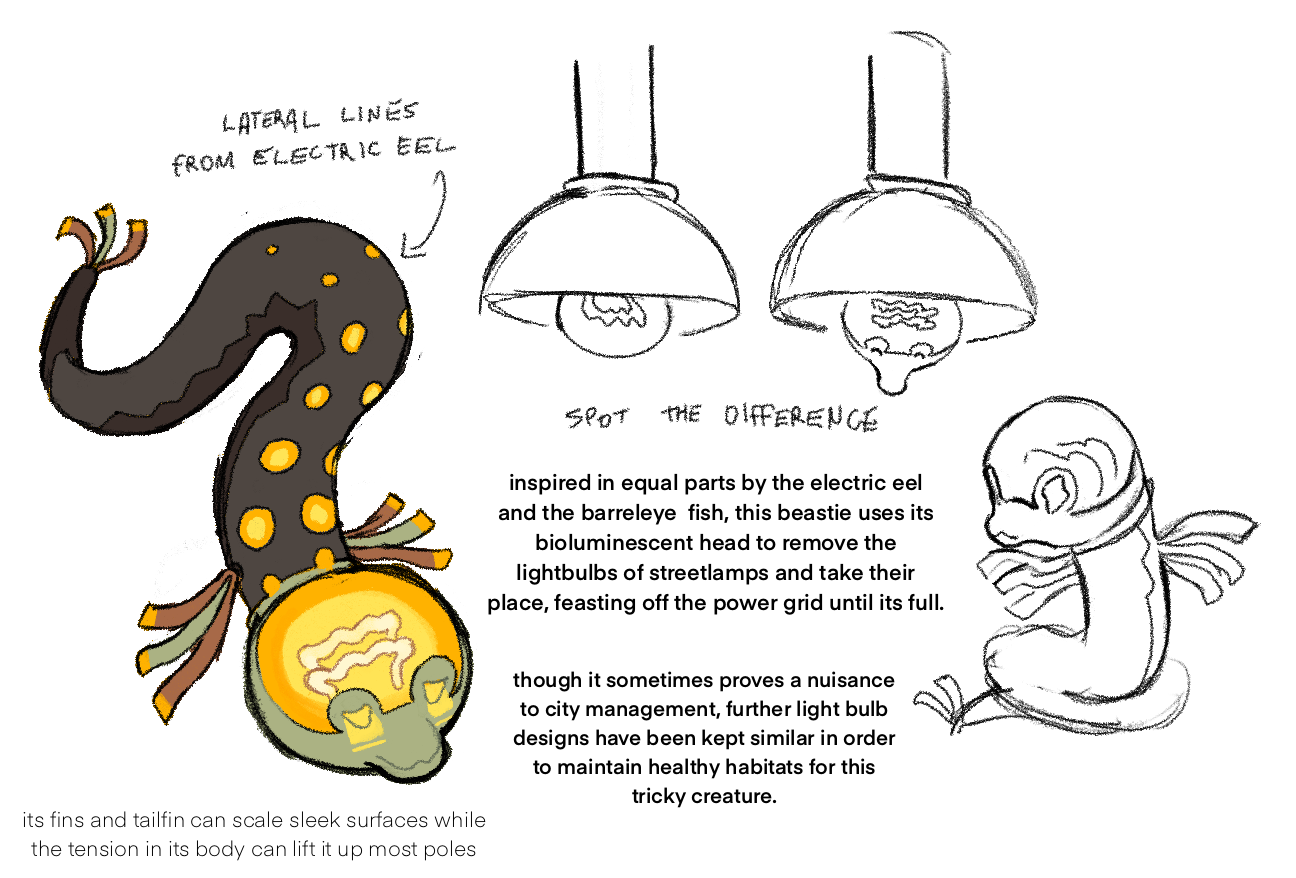 LATERAL LINES
FROM ELECTRIC EEL
SPOT THE DIFFERENCE
inspired in equal parts by the electric eel
and the barreleye fish, this beastie uses its
bioluminescent head to remove the
lightbulbs of streetlamps and take their
place, feasting off the power grid until its full.
though it sometimes proves a nuisance
to city management, further light bulb
designs have been kept similar in order
to maintain healthy habitats for this
tricky creature.
its fins and tailfin can scale sleek surfaces while
the tension in its body can lift it up most poles